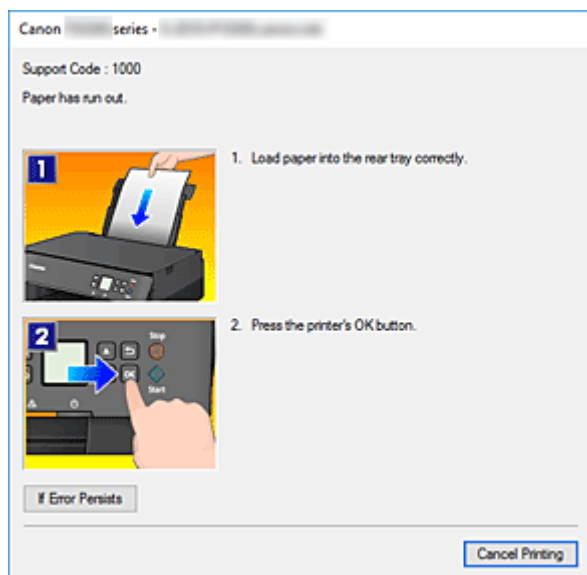 Canon series -
Support Code : 1000
Paper has run out.
1
1. Load paper into the rear tray correctly.
2
2. Press the printer's OK button.
Stop
OK
Start
If Error Persists
Cancel Printing